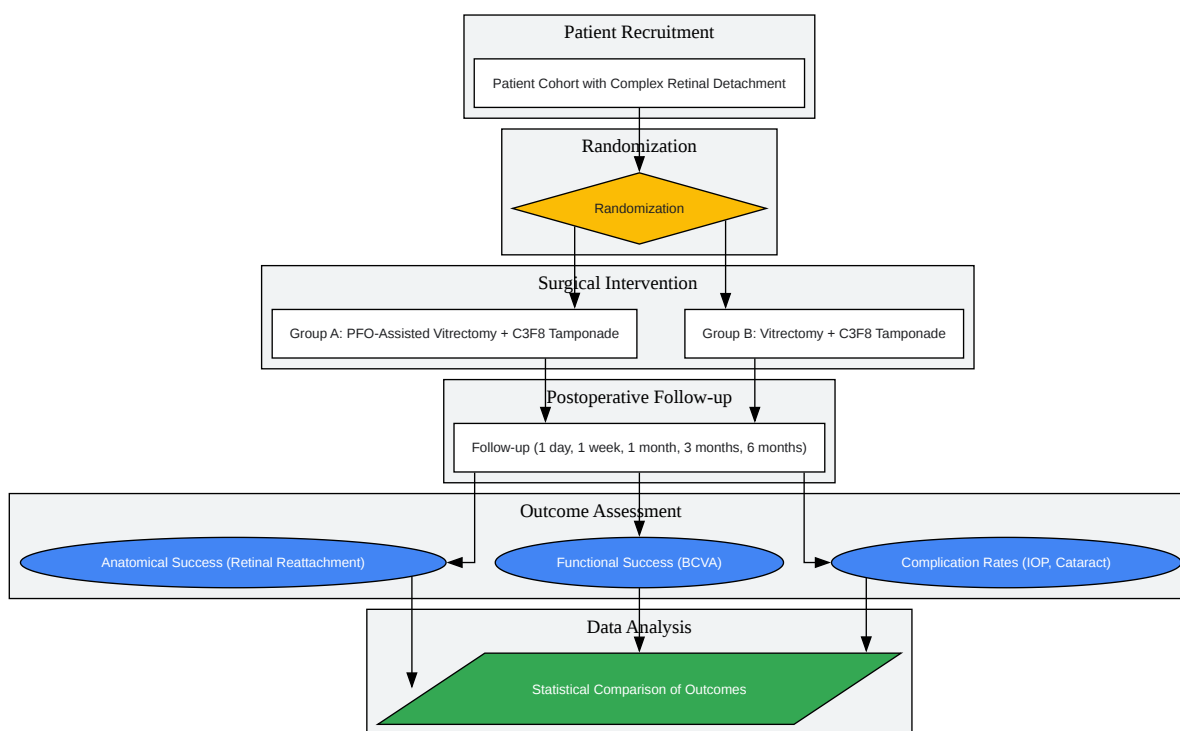 Patient Recruitment
Patient Cohort with Complex Retinal Detachment
Randomization
Randomization
Surgical Intervention
Group A: PFO-Assisted Vitrectomy + C3F8 Tamponade
Group B: Vitrectomy + C3F8 Tamponade
Postoperative Follow-up
Follow-up (1 day, 1 week, 1 month, 3 months, 6 months)
Outcome Assessment
Anatomical Success (Retinal Reattachment)
Functional Success (BCVA)
Complication Rates (IOP, Cataract)
Data Analysis
Statistical Comparison of Outcomes